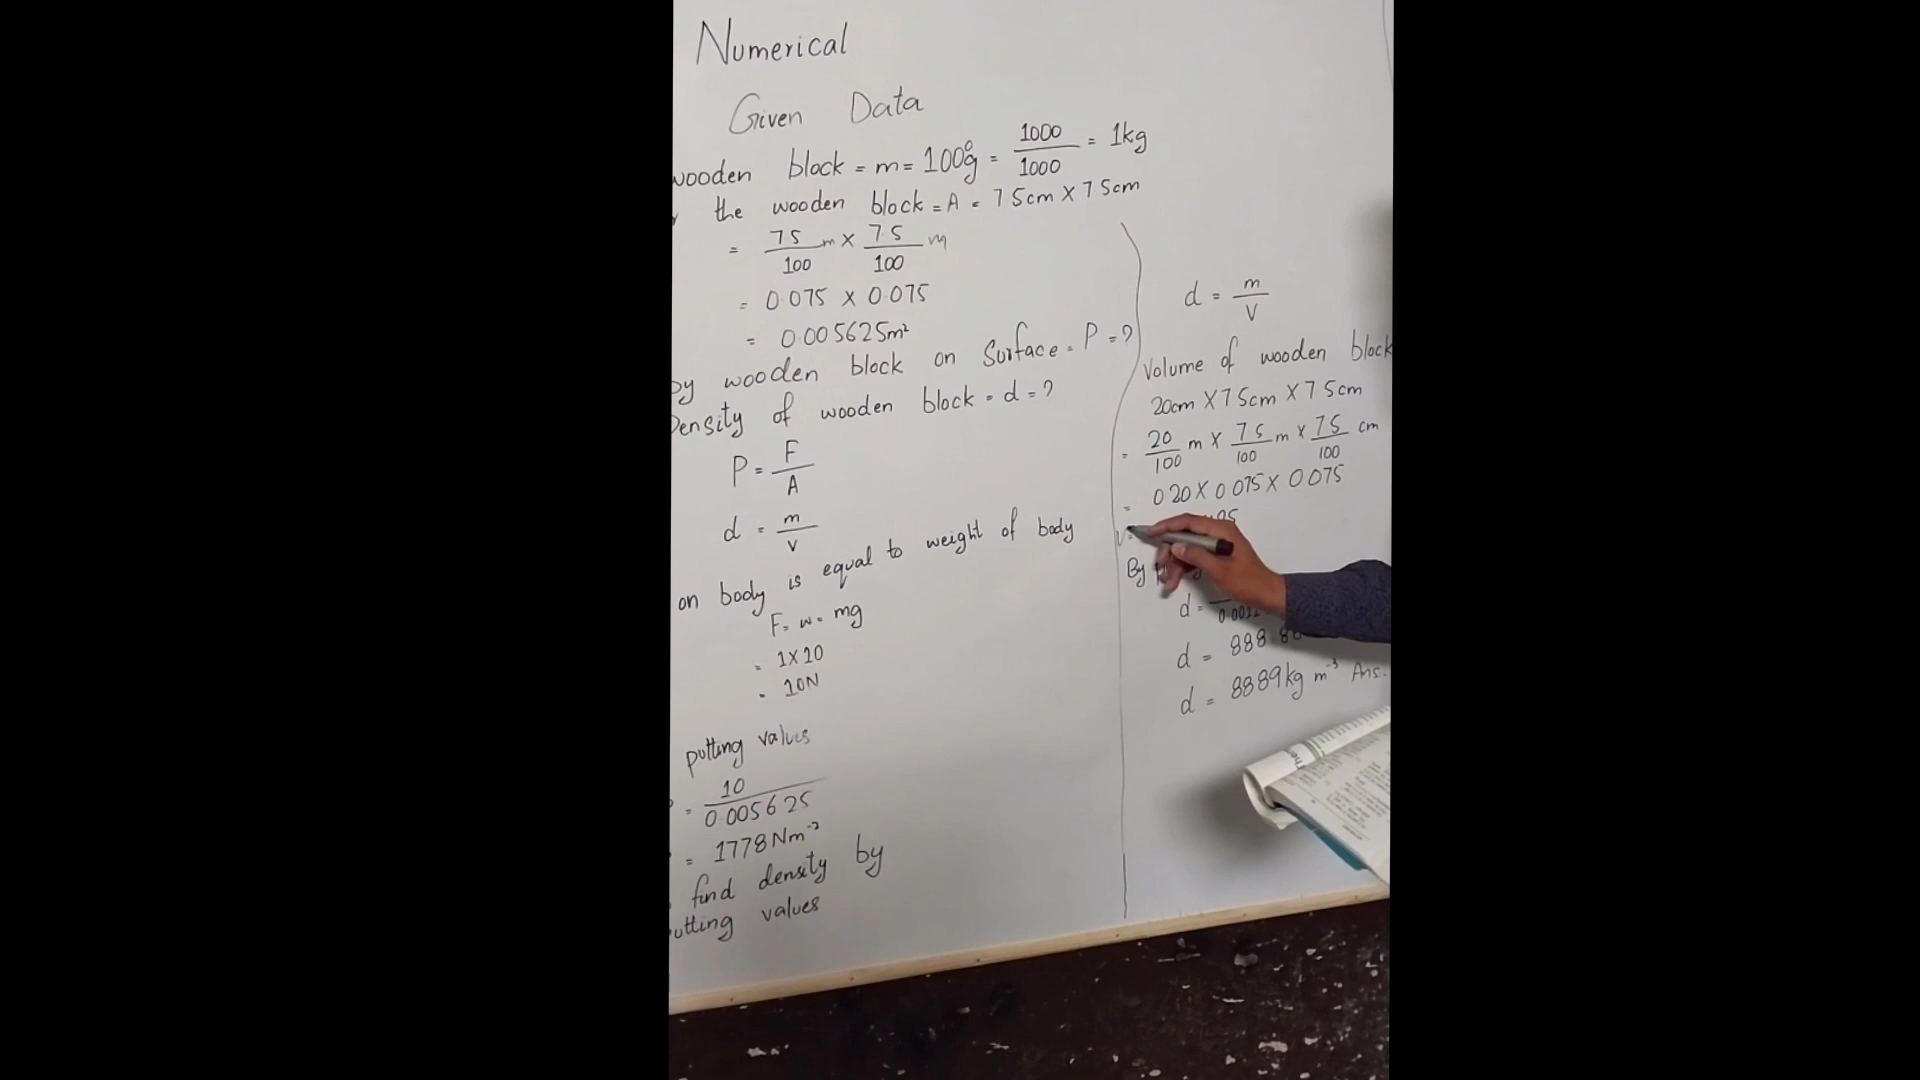 Numerical
Given Data
wooden block = m = 1000g = 1000/1000 = 1kg
the wooden block = A = 7 5cm X 7 5cm
= 7 5/100 m X 7.5/100 m
= 0.075 X 0.075
= 0.005625m²
by wooden block on Surface = P = ?
Density of wooden block = d = ?
P = F/A
d = m/v
on body is equal to weight of body
F = w = mg
= 1X10
= 10N
putting values
= 10/0.005625
= 1778 Nm⁻²
find density by
putting values
d = m/V
Volume of wooden block
20cm X 7 5cm X 7 5cm
= 20/100 m X 7 5/100 m X 7 5/100 cm
= 0 20 X 0 075 X 0 075
V =
By
d =
d = 888
d = 8889kg m⁻³ Ans.